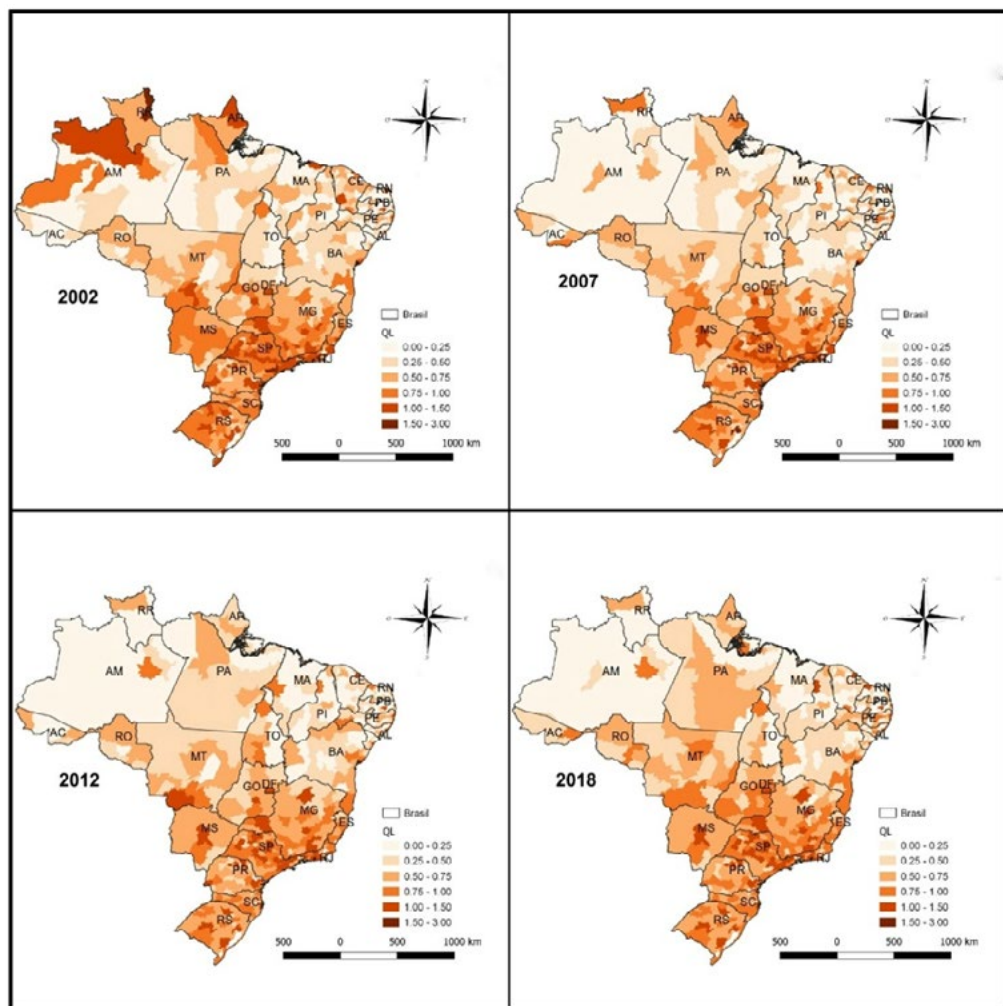 RR
AP
AM
PA
MA
CE
RN
PB
PE
PI
AL
AC
RO
TO
BA
MT
2002
GO
DF
MG
MS
ES
SP
RJ
PR
SC
RS
Brasil
QL
0.00 - 0.25
0.25 - 0.50
0.50 - 0.75
0.75 - 1.00
1.00 - 1.50
1.50 - 3.00
500 0 500 1000 km
RR
AP
AM
PA
MA
CE
RN
PB
PE
PI
AL
AC
RO
TO
BA
MT
2007
GO
DF
MG
MS
ES
SP
RJ
PR
SC
RS
Brasil
QL
0.00 - 0.25
0.25 - 0.50
0.50 - 0.75
0.75 - 1.00
1.00 - 1.50
1.50 - 3.00
500 0 500 1000 km
RR
AP
AM
PA
MA
CE
RN
PB
PE
PI
AL
AC
RO
TO
BA
MT
2012
GO
DF
MG
MS
ES
SP
RJ
PR
SC
RS
Brasil
QL
0.00 - 0.25
0.25 - 0.50
0.50 - 0.75
0.75 - 1.00
1.00 - 1.50
1.50 - 3.00
500 0 500 1000 km
RR
AP
AM
PA
MA
CE
RN
PB
PE
PI
AL
AC
RO
TO
BA
MT
2018
GO
DF
MG
MS
ES
SP
RJ
PR
SC
RS
Brasil
QL
0.00 - 0.25
0.25 - 0.50
0.50 - 0.75
0.75 - 1.00
1.00 - 1.50
1.50 - 3.00
500 0 500 1000 km